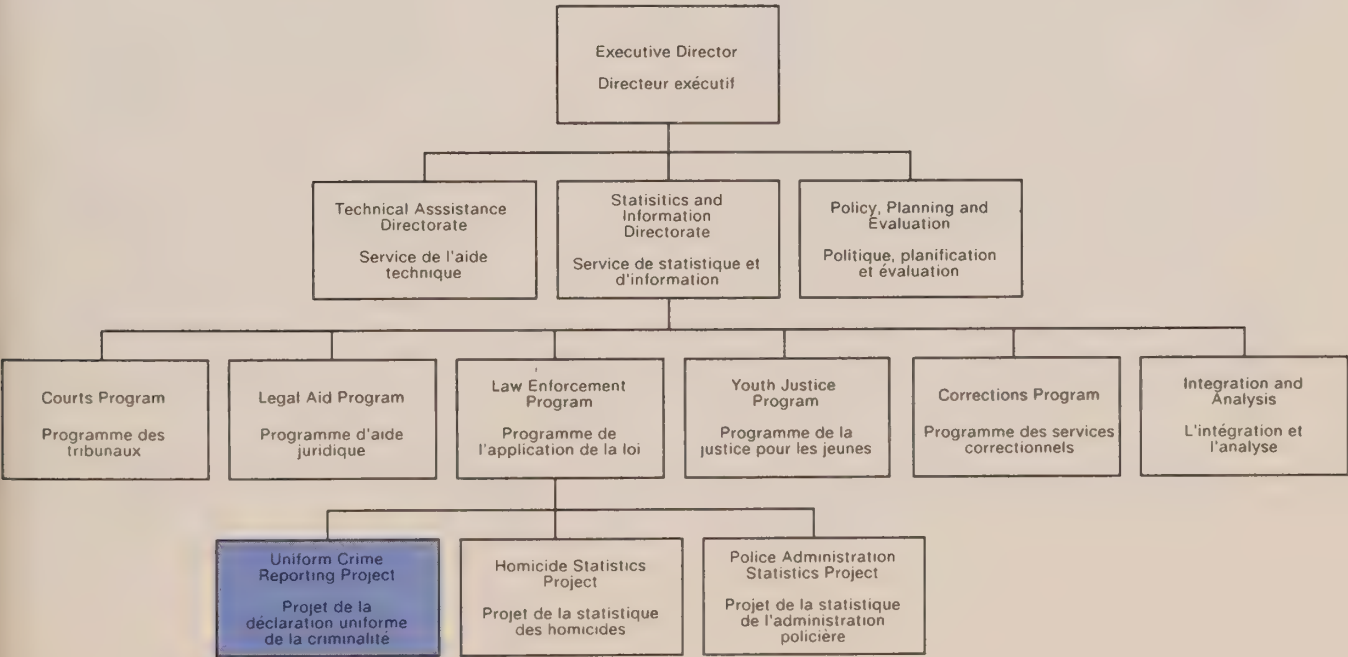 Executive Director
Directeur exécutif
Technical Asssistance
Directorate
Service de l'aide
technique
Statisitics and
Information
Directorate
Service de statistique et
d'information
Policy, Planning and
Evaluation
Politique, planification
et évaluation
Courts Program
Programme des
tribunaux
Legal Aid Program
Programme d'aide
juridique
Law Enforcement
Program
Programme de
l'application de la loi
Youth Justice
Program
Programme de la
justice pour les jeunes
Corrections Program
Programme des services
correctionnels
Integration and
Analysis
L'intégration et
l'analyse
Uniform Crime
Reporting Project
Projet de la
déclaration uniforme
de la criminalité
Homicide Statistics
Project
Projet de la statistique
des homicides
Police Administration
Statistics Project
Projet de la statistique
de l'administration
policière